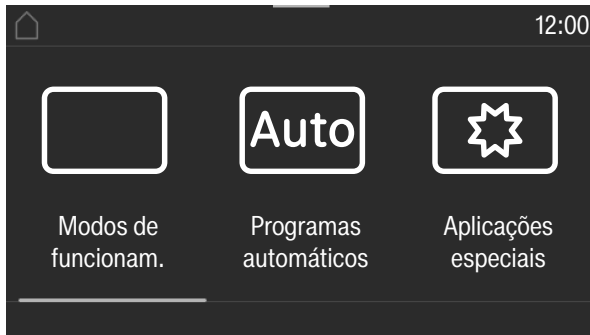 12:00
Auto
Modos de
funcionam.
Programas
automáticos
Aplicações
especiais